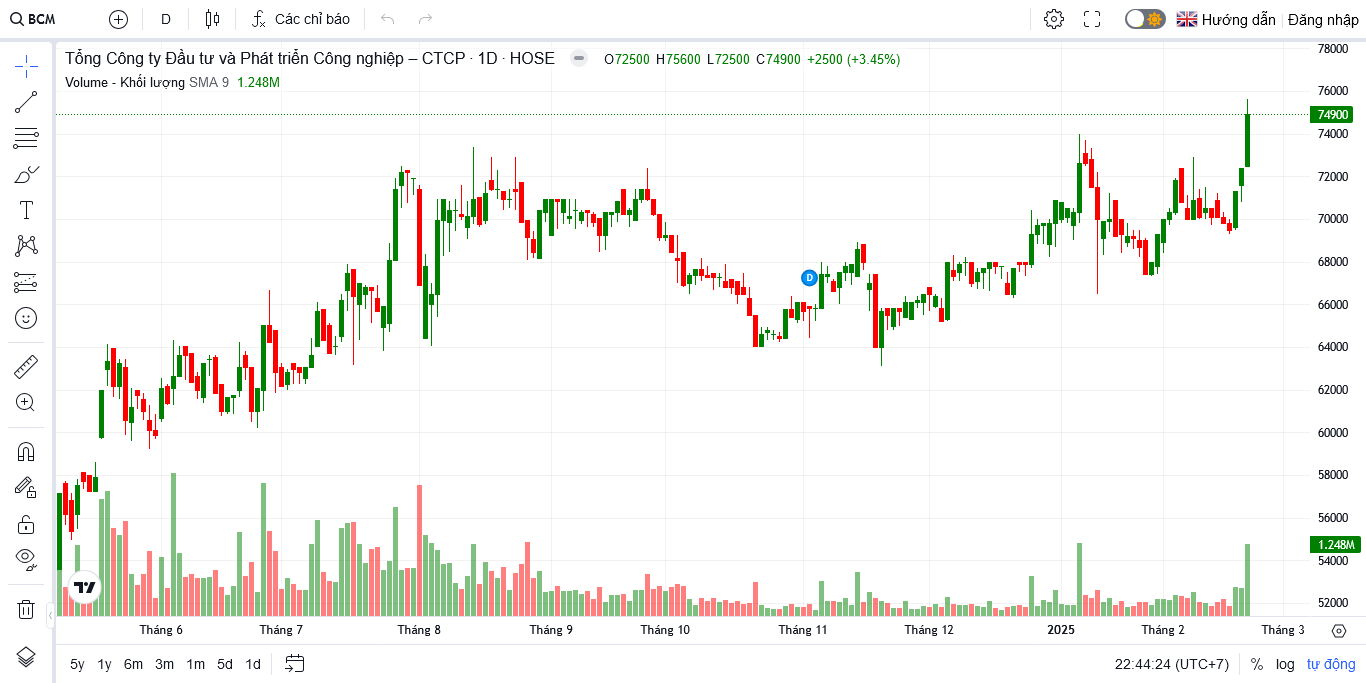 BCM D Các chỉ báo Hướng dẫn Đăng nhập
Tổng Công ty Đầu tư và Phát triển Công nghiệp – CTCP · 1D · HOSE O72500 H75600 L72500 C74900 +2500 (+3.45%)
Volume - Khối lượng SMA 9 1.248M
78000
76000
74900
74000
72000
70000
68000
D
66000
64000
62000
60000
58000
56000
1.248M
54000
52000
Tháng 6 Tháng 7 Tháng 8 Tháng 9 Tháng 10 Tháng 11 Tháng 12 2025 Tháng 2 Tháng 3
5y 1y 6m 3m 1m 5d 1d 22:44:24 (UTC+7) % log tự động